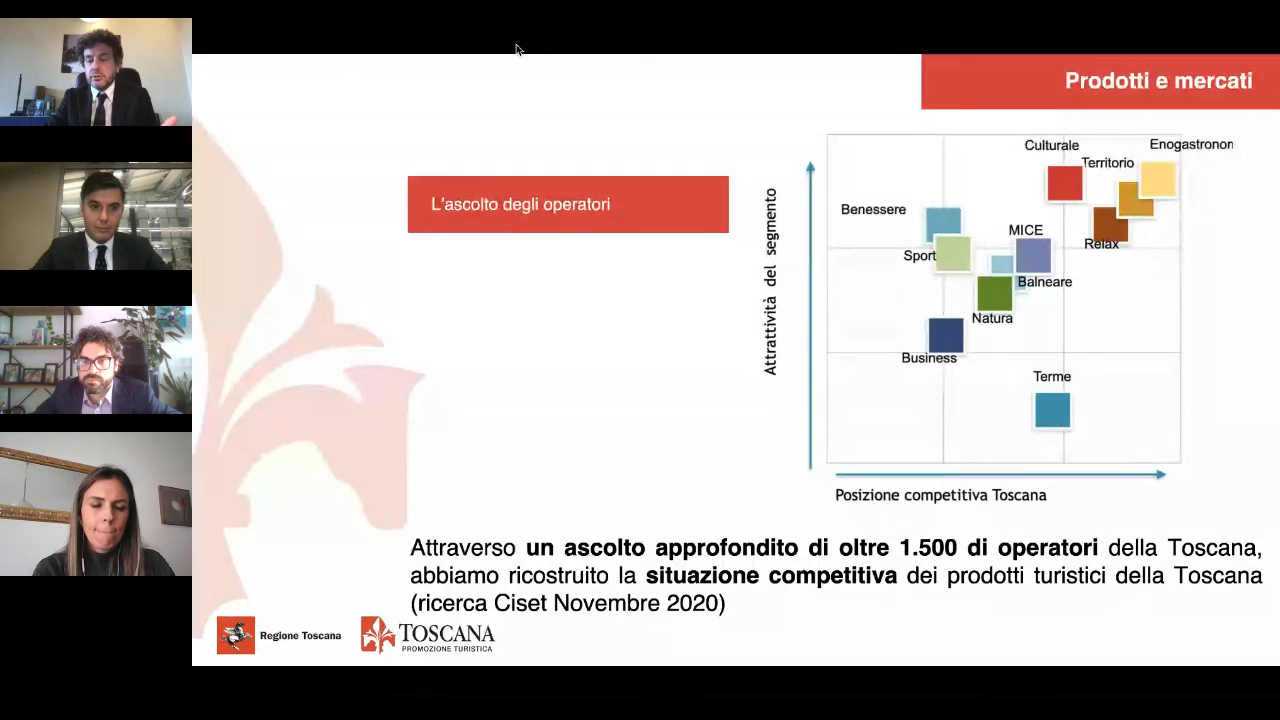 Prodotti e mercati
L'ascolto degli operatori
Culturale
Enogastronon
Territorio
Benessere
MICE
Relax
Sport
Balneare
Natura
Business
Terme
Attrattività del segmento
Posizione competitiva Toscana
Attraverso un ascolto approfondito di oltre 1.500 di operatori della Toscana,
abbiamo ricostruito la situazione competitiva dei prodotti turistici della Toscana
(ricerca Ciset Novembre 2020)
Regione Toscana
TOSCANA
PROMOZIONE TURISTICA